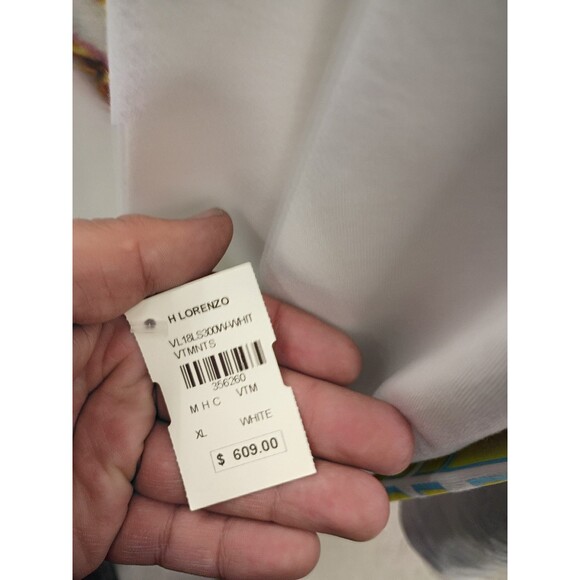 H LORENZO
VL18LS300W-WHIT
VTMNTS
356260
M H C VTM
XL WHITE
$ 609.00